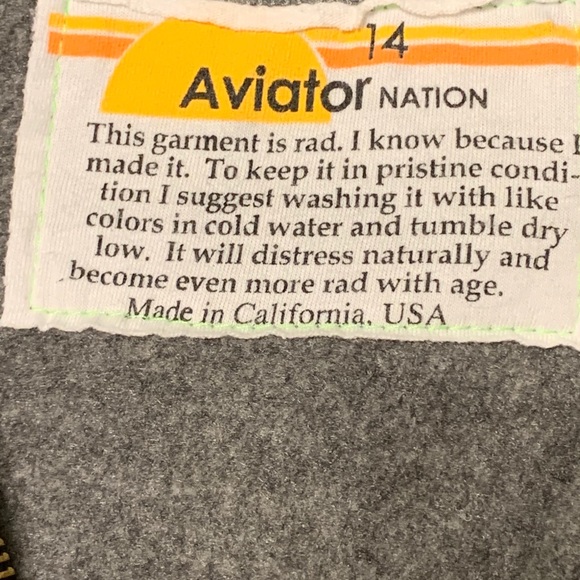 14
Aviator NATION
This garment is rad. I know because I
made it. To keep it in pristine condi-
tion I suggest washing it with like
colors in cold water and tumble dry
low. It will distress naturally and
become even more rad with age.
Made in California, USA